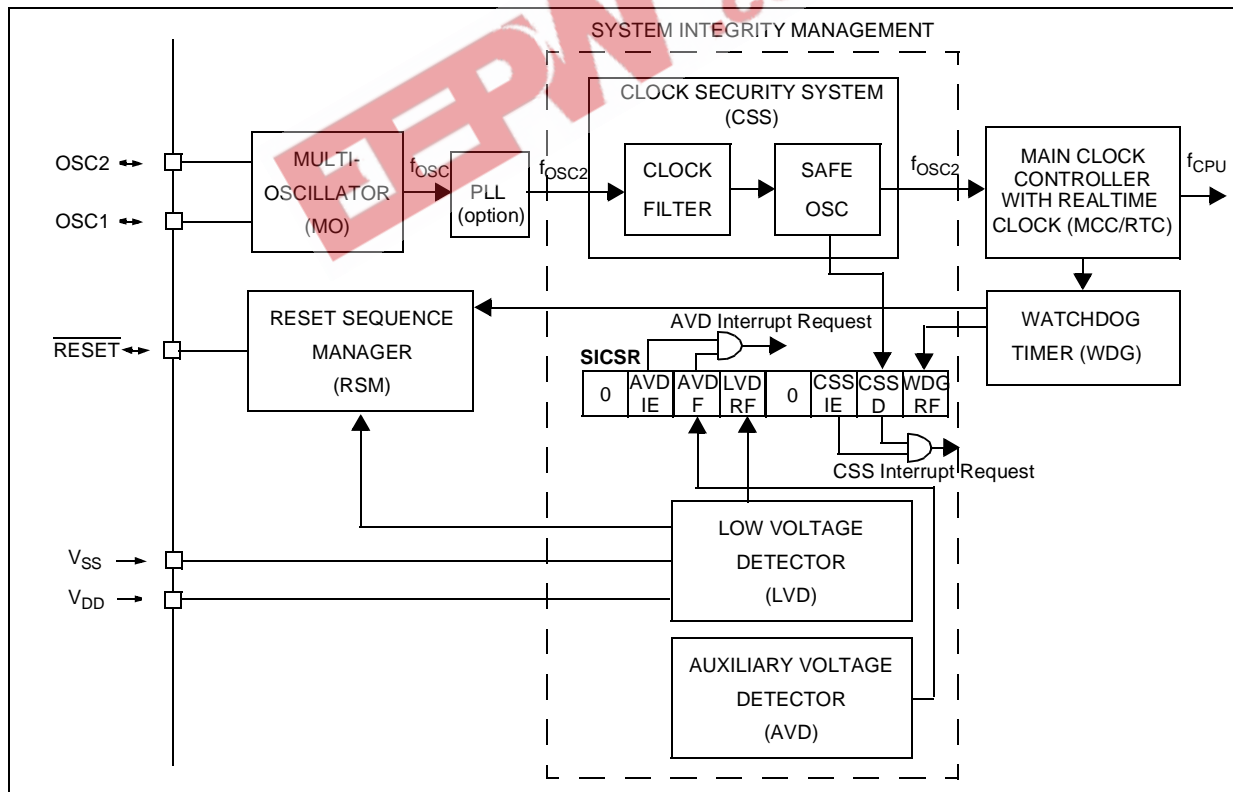 EEPW .co
SYSTEM INTEGRITY MANAGEMENT
CLOCK SECURITY SYSTEM
(CSS)
OSC2
OSC1
MULTI-
OSCILLATOR
(MO)
fOSC
PLL
(option)
fOSC2
CLOCK
FILTER
SAFE
OSC
fOSC2
MAIN CLOCK
CONTROLLER
WITH REALTIME
CLOCK (MCC/RTC)
fCPU
RESET
RESET SEQUENCE
MANAGER
(RSM)
AVD Interrupt Request
WATCHDOG
TIMER (WDG)
SICSR
0
AVD
IE
AVD
F
LVD
RF
0
CSS
IE
CSS
D
WDG
RF
CSS Interrupt Request
VSS
VDD
LOW VOLTAGE
DETECTOR
(LVD)
AUXILIARY VOLTAGE
DETECTOR
(AVD)